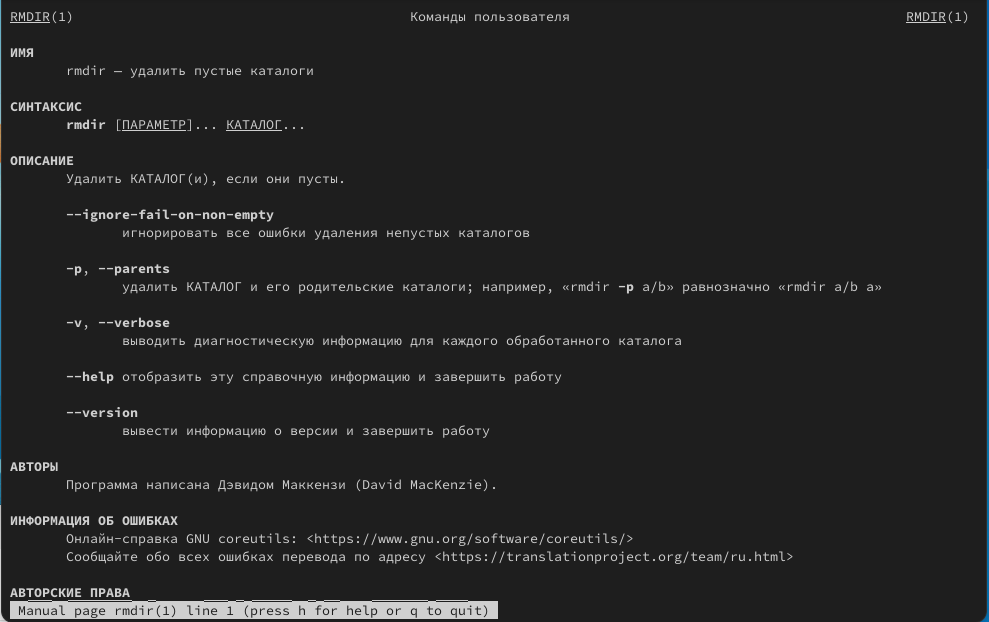 RMDIR(1) Команды пользователя RMDIR(1)
ИМЯ
rmdir — удалить пустые каталоги
СИНТАКСИС
rmdir [ПАРАМЕТР]... КАТАЛОГ...
ОПИСАНИЕ
Удалить КАТАЛОГ(и), если они пусты.
--ignore-fail-on-non-empty
игнорировать все ошибки удаления непустых каталогов
-p, --parents
удалить КАТАЛОГ и его родительские каталоги; например, «rmdir -p a/b» равнозначно «rmdir a/b a»
-v, --verbose
выводить диагностическую информацию для каждого обработанного каталога
--help отобразить эту справочную информацию и завершить работу
--version
вывести информацию о версии и завершить работу
АВТОРЫ
Программа написана Дэвидом Маккензи (David MacKenzie).
ИНФОРМАЦИЯ ОБ ОШИБКАХ
Онлайн-справка GNU coreutils: <https://www.gnu.org/software/coreutils/>
Сообщайте обо всех ошибках перевода по адресу <https://translationproject.org/team/ru.html>
АВТОРСКИЕ ПРАВА
Manual page rmdir(1) line 1 (press h for help or q to quit)